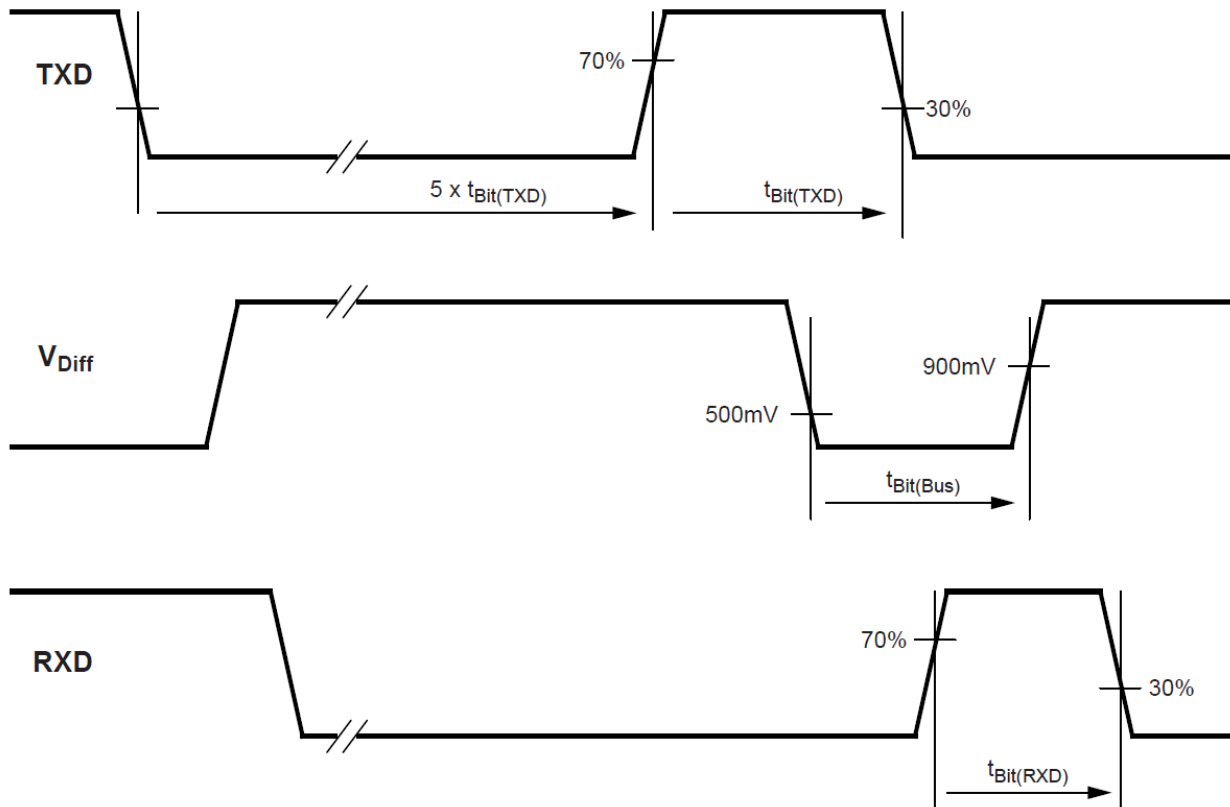 TXD
70%
30%
5 x tBit(TXD)
tBit(TXD)
VDiff
900mV
500mV
tBit(Bus)
RXD
70%
30%
tBit(RXD)